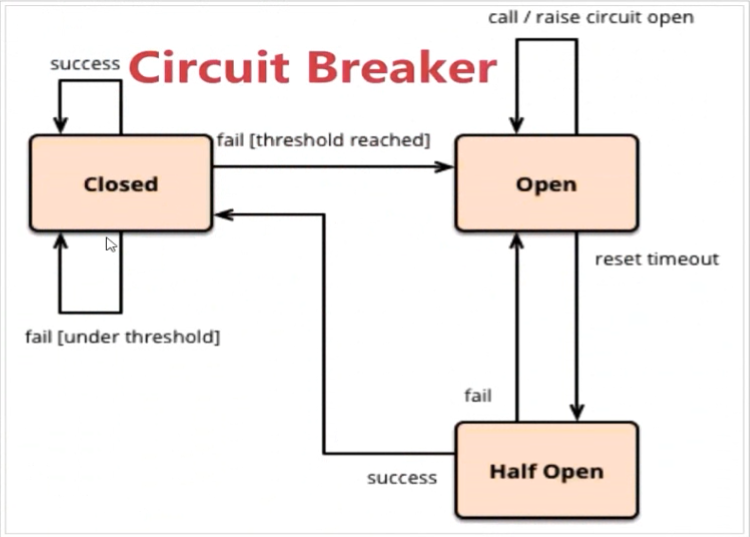 call / raise circuit open
success
Circuit Breaker
fail [threshold reached]
Closed
Open
reset timeout
fail [under threshold]
fail
Half Open
success